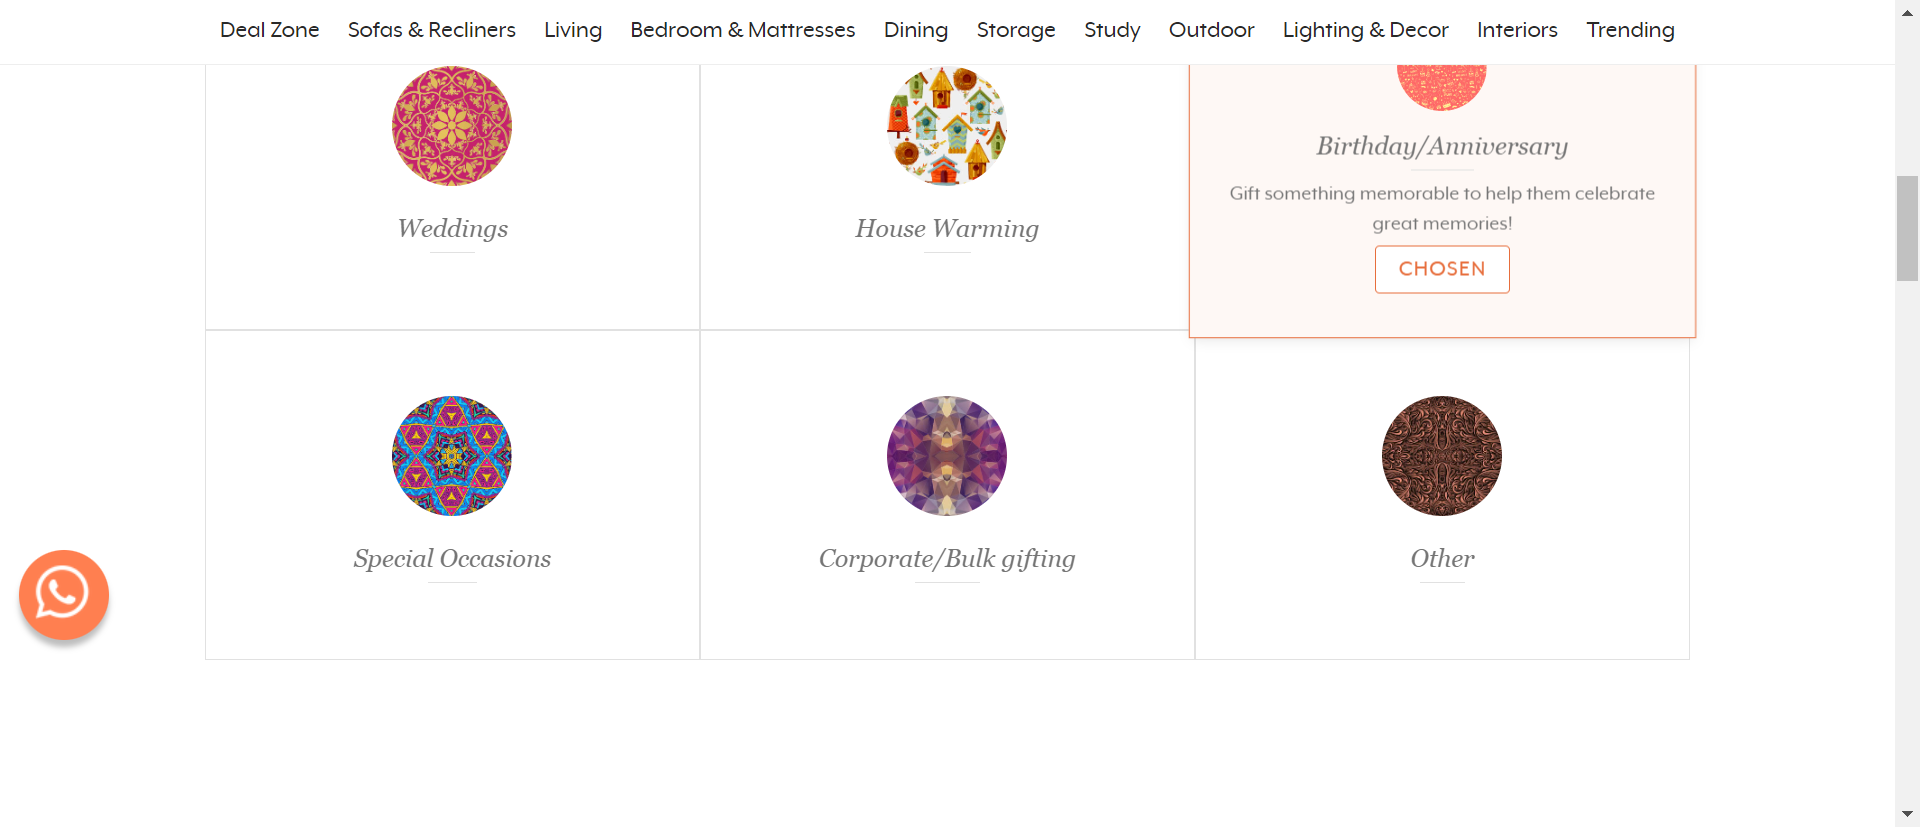 Deal Zone Sofas & Recliners Living Bedroom & Mattresses Dining Storage Study Outdoor Lighting & Decor Interiors Trending
Weddings
House Warming
Birthday/Anniversary
Gift something memorable to help them celebrate
great memories!
CHOSEN
Special Occasions
Corporate/Bulk gifting
Other